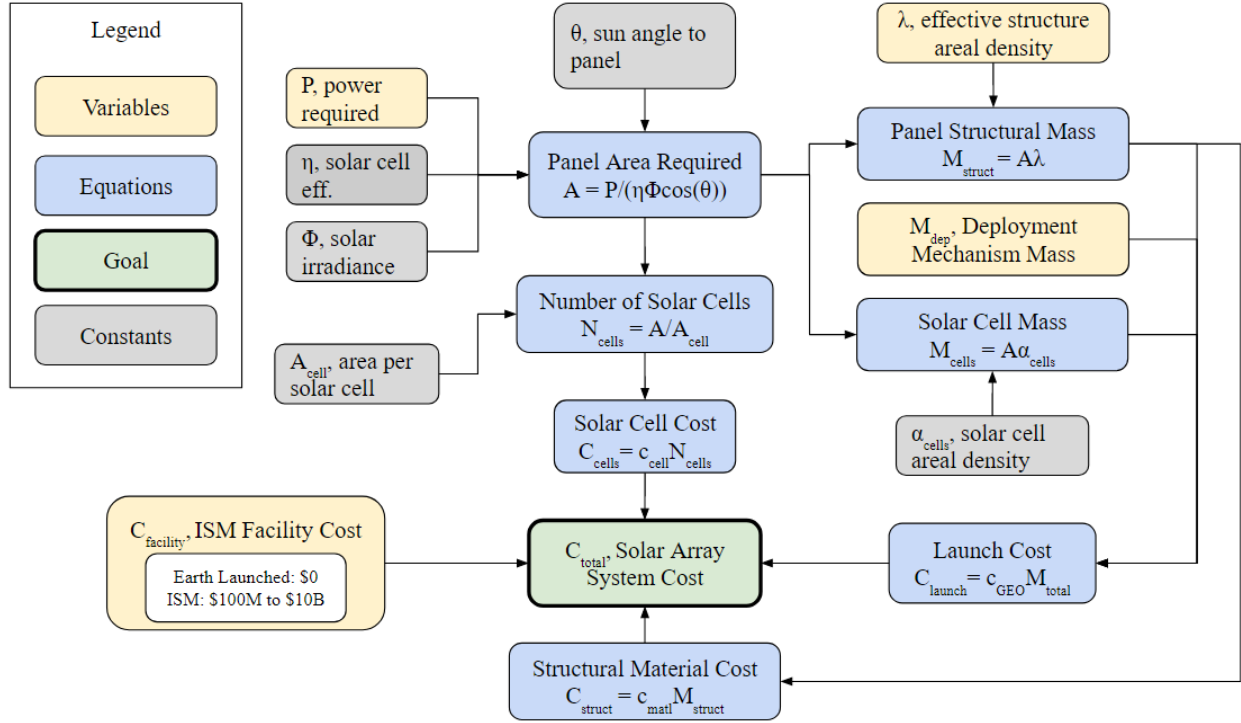 Legend
Variables
Equations
Goal
Constants
θ, sun angle to
panel
λ, effective structure
areal density
P, power
required
η, solar cell
eff.
Φ, solar
irradiance
Panel Area Required
A = P/(ηΦcos(θ))
Panel Structural Mass
M_struct = Aλ
M_dep, Deployment
Mechanism Mass
Number of Solar Cells
N_cells = A/A_cell
Solar Cell Mass
M_cells = Aα_cells
A_cell, area per
solar cell
Solar Cell Cost
C_cells = c_cell N_cells
α_cells, solar cell
areal density
C_facility, ISM Facility Cost
Earth Launched: $0
ISM: $100M to $10B
C_total, Solar Array
System Cost
Launch Cost
C_launch = c_GEO M_total
Structural Material Cost
C_struct = c_matl M_struct